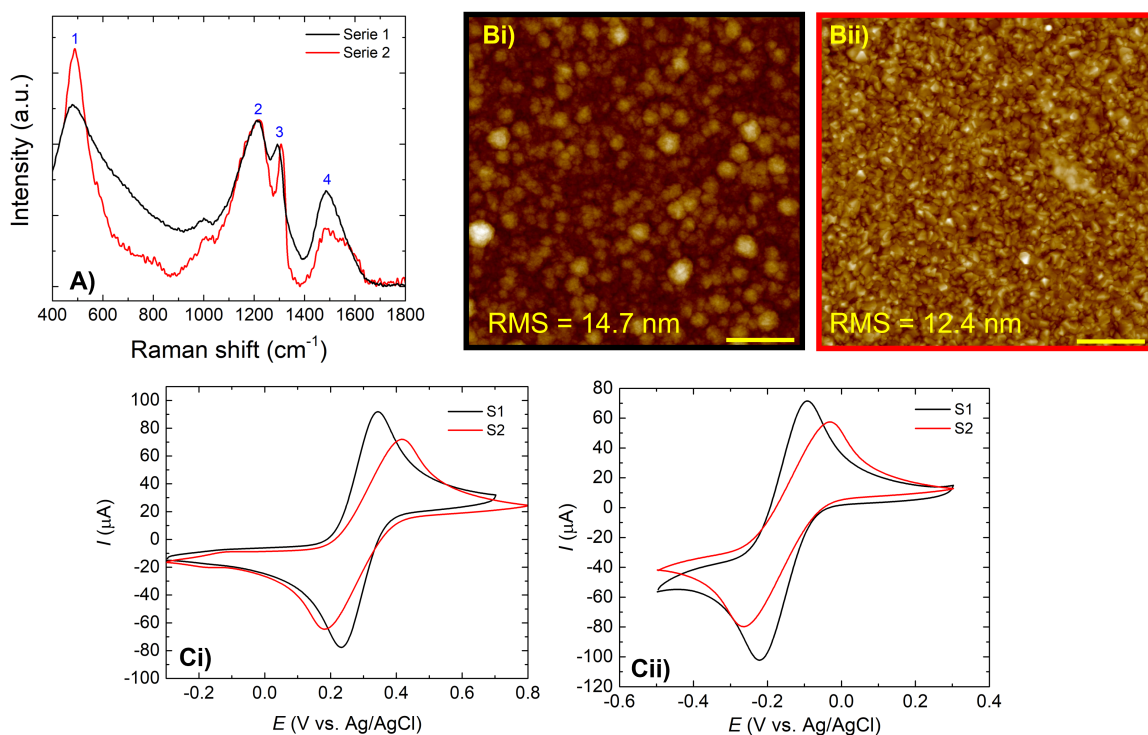 1
2
3
4
Serie 1
Serie 2
Intensity (a.u.)
A)
400 600 800 1000 1200 1400 1600 1800
Raman shift (cm⁻¹)
Bi)
RMS = 14.7 nm
Bii)
RMS = 12.4 nm
100
80
60
40
20
0
-20
-40
-60
-80
-100
I (μA)
S1
S2
Ci)
0.0 0.2 0.4 0.6 0.8
E (V vs. Ag/AgCl)
80
60
40
20
0
-20
-40
-60
-80
-100
-120
I (μA)
S1
S2
Cii)
-0.6 -0.4 -0.2 0.0 0.2 0.4
E (V vs. Ag/AgCl)